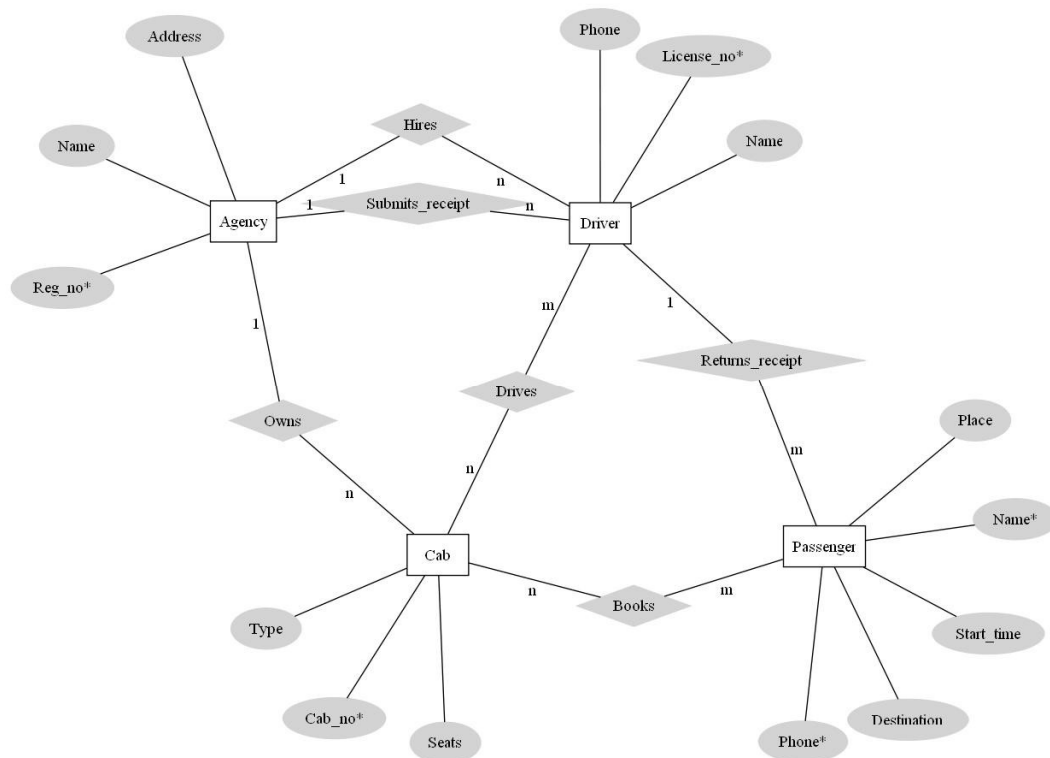 Address
Phone
License_no*
Hires
Name
Name
1
n
1
Submits_receipt
n
Agency
Driver
Reg_no*
m
1
1
Returns_receipt
Drives
Owns
Place
m
n
n
Name*
Cab
Passenger
n
Books
m
Type
Start_time
Cab_no*
Destination
Seats
Phone*